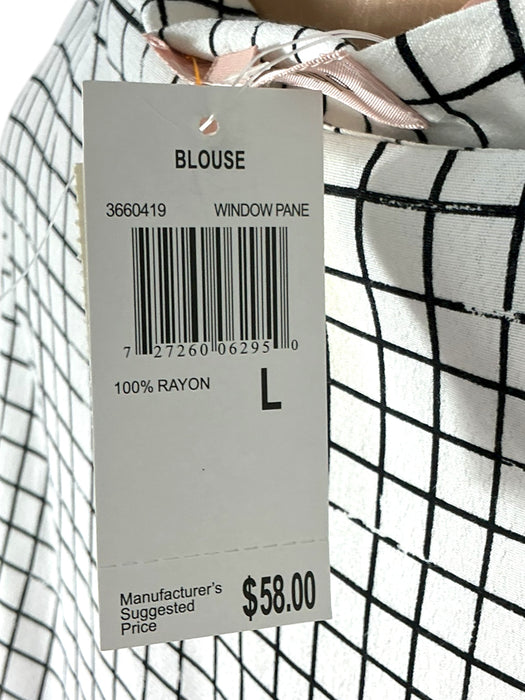 BLOUSE
3660419 WINDOW PANE
7 27260 06295 0
100% RAYON L
Manufacturer's
Suggested
Price
$58.00